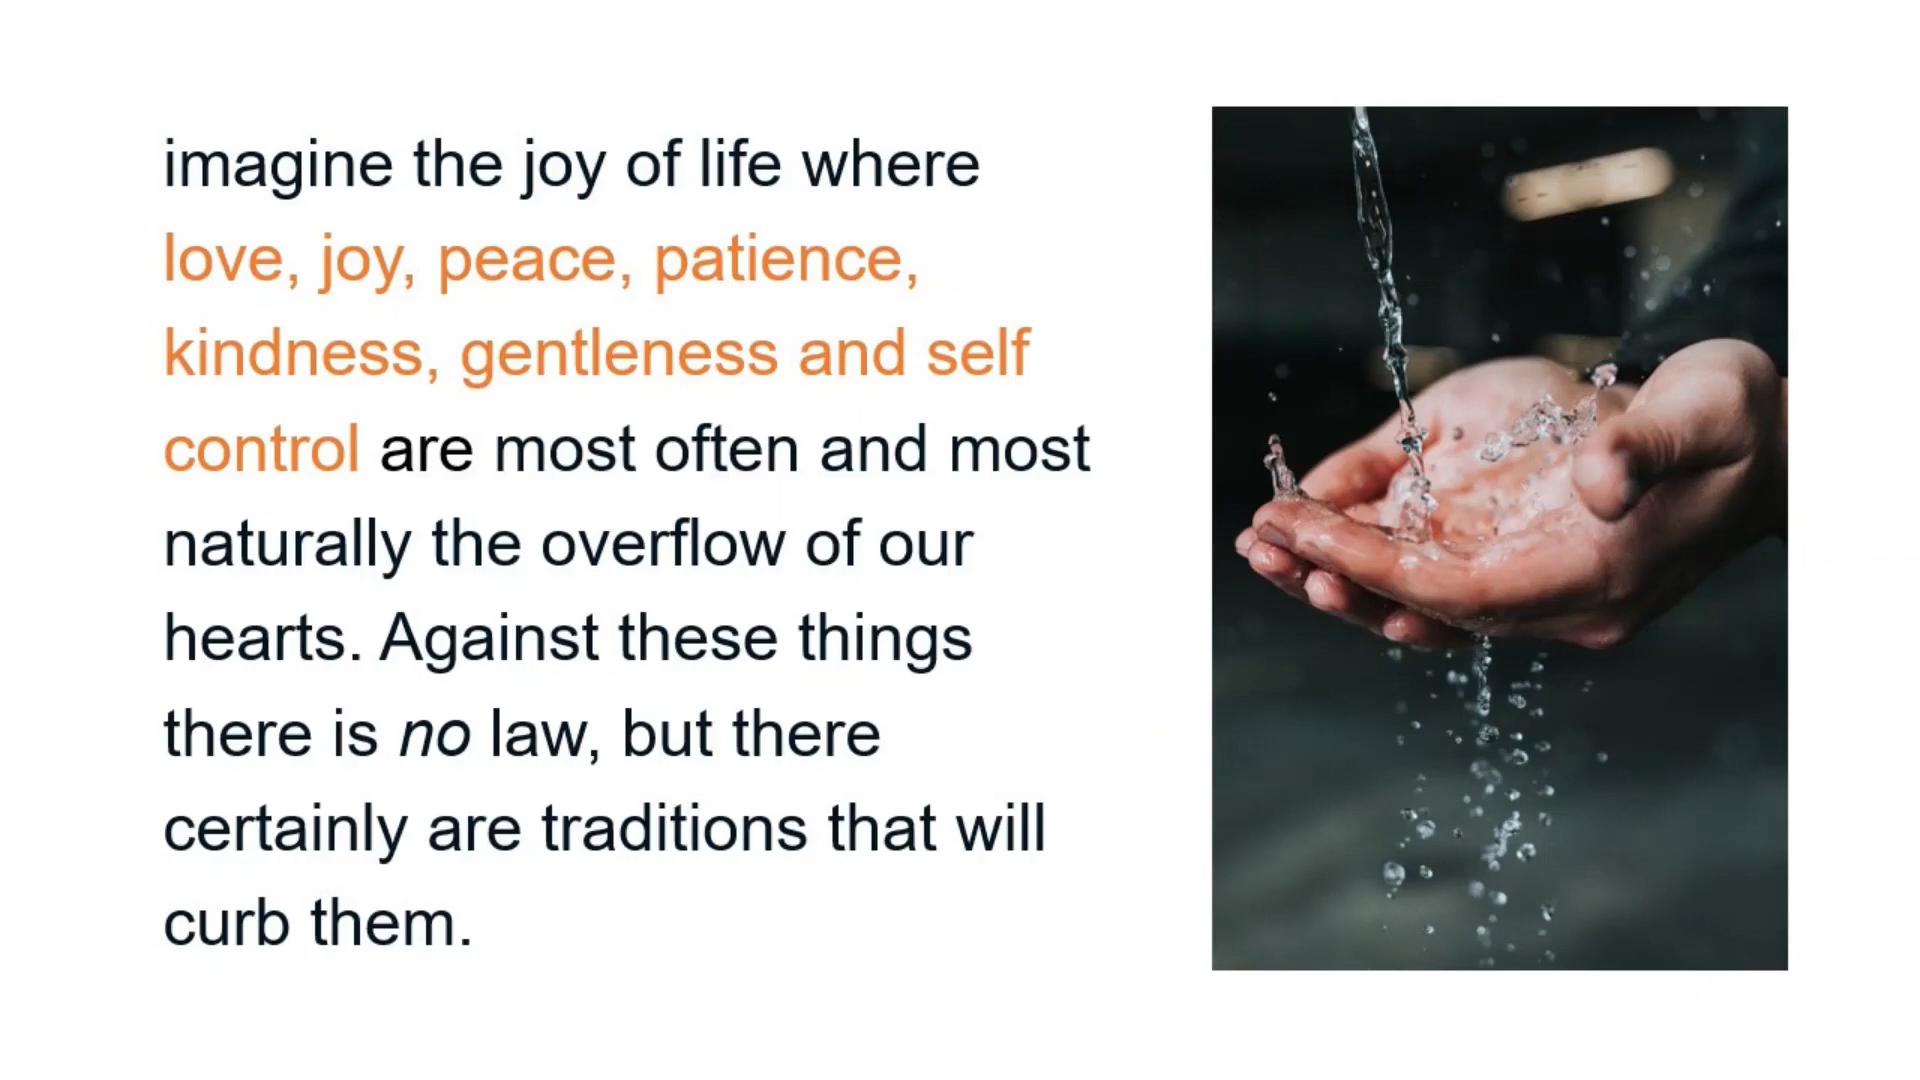 imagine the joy of life where
love, joy, peace, patience,
kindness, gentleness and self
control are most often and most
naturally the overflow of our
hearts. Against these things
there is no law, but there
certainly are traditions that will
curb them.